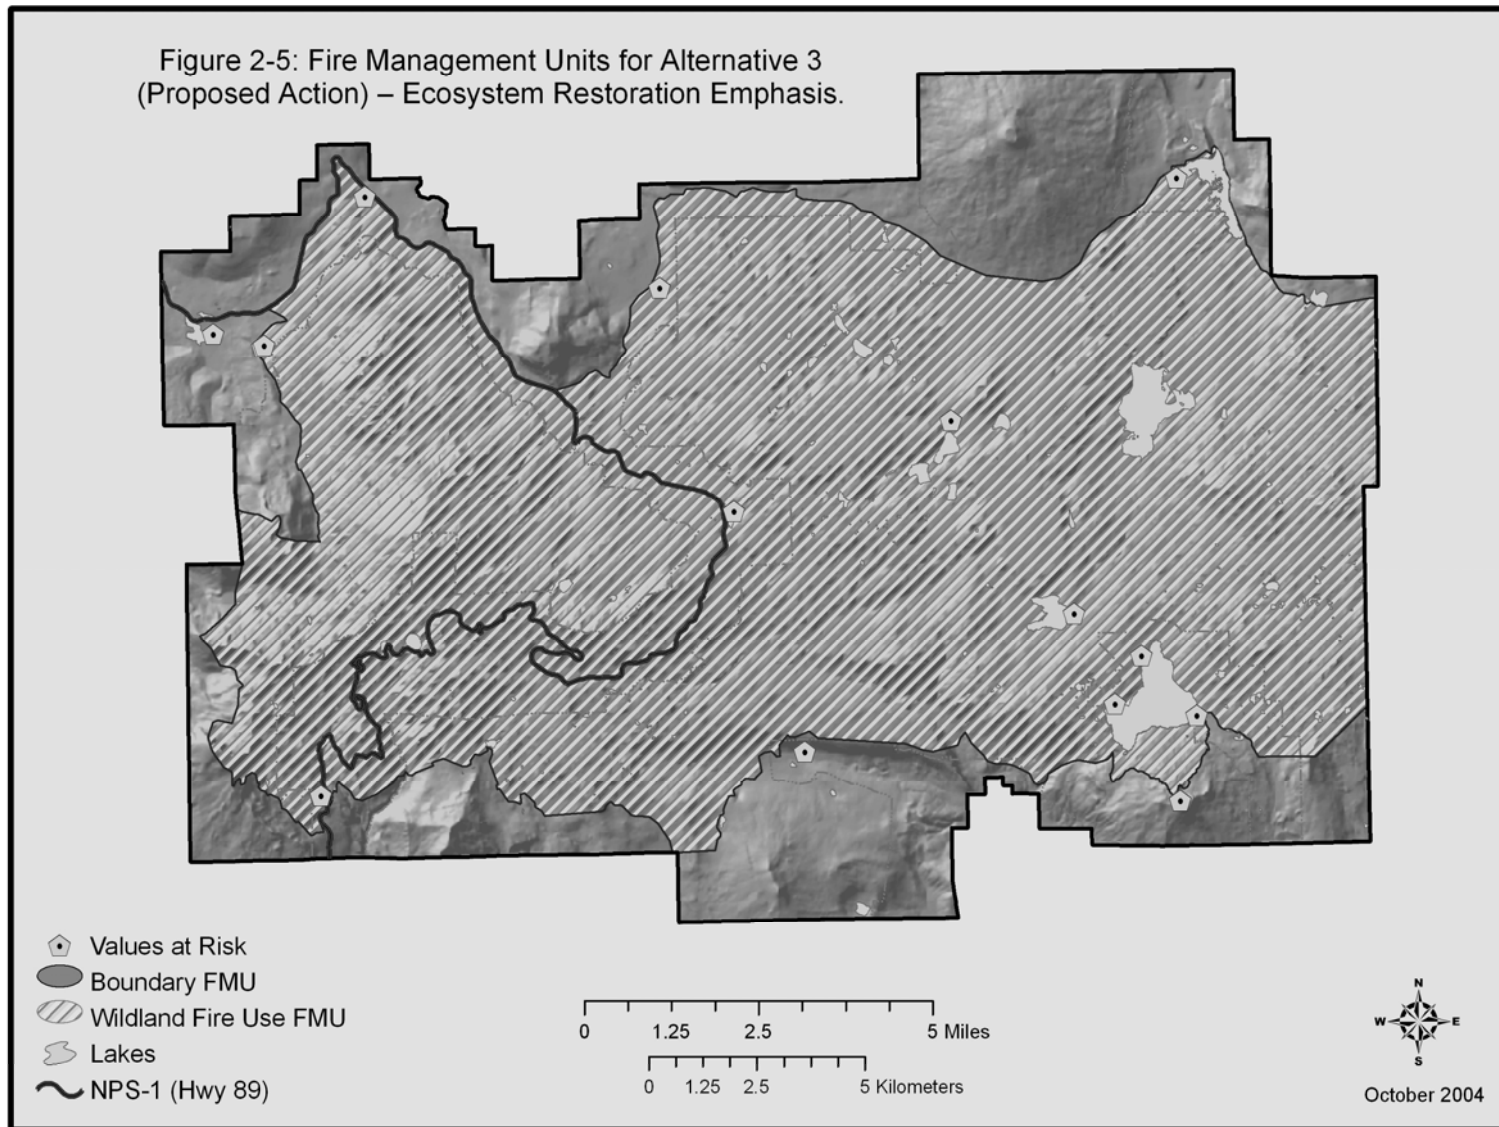 Figure 2-5: Fire Management Units for Alternative 3
(Proposed Action) – Ecosystem Restoration Emphasis.
Values at Risk
Boundary FMU
Wildland Fire Use FMU
Lakes
NPS-1 (Hwy 89)
0 1.25 2.5 5 Miles
0 1.25 2.5 5 Kilometers
N
W E
S
October 2004